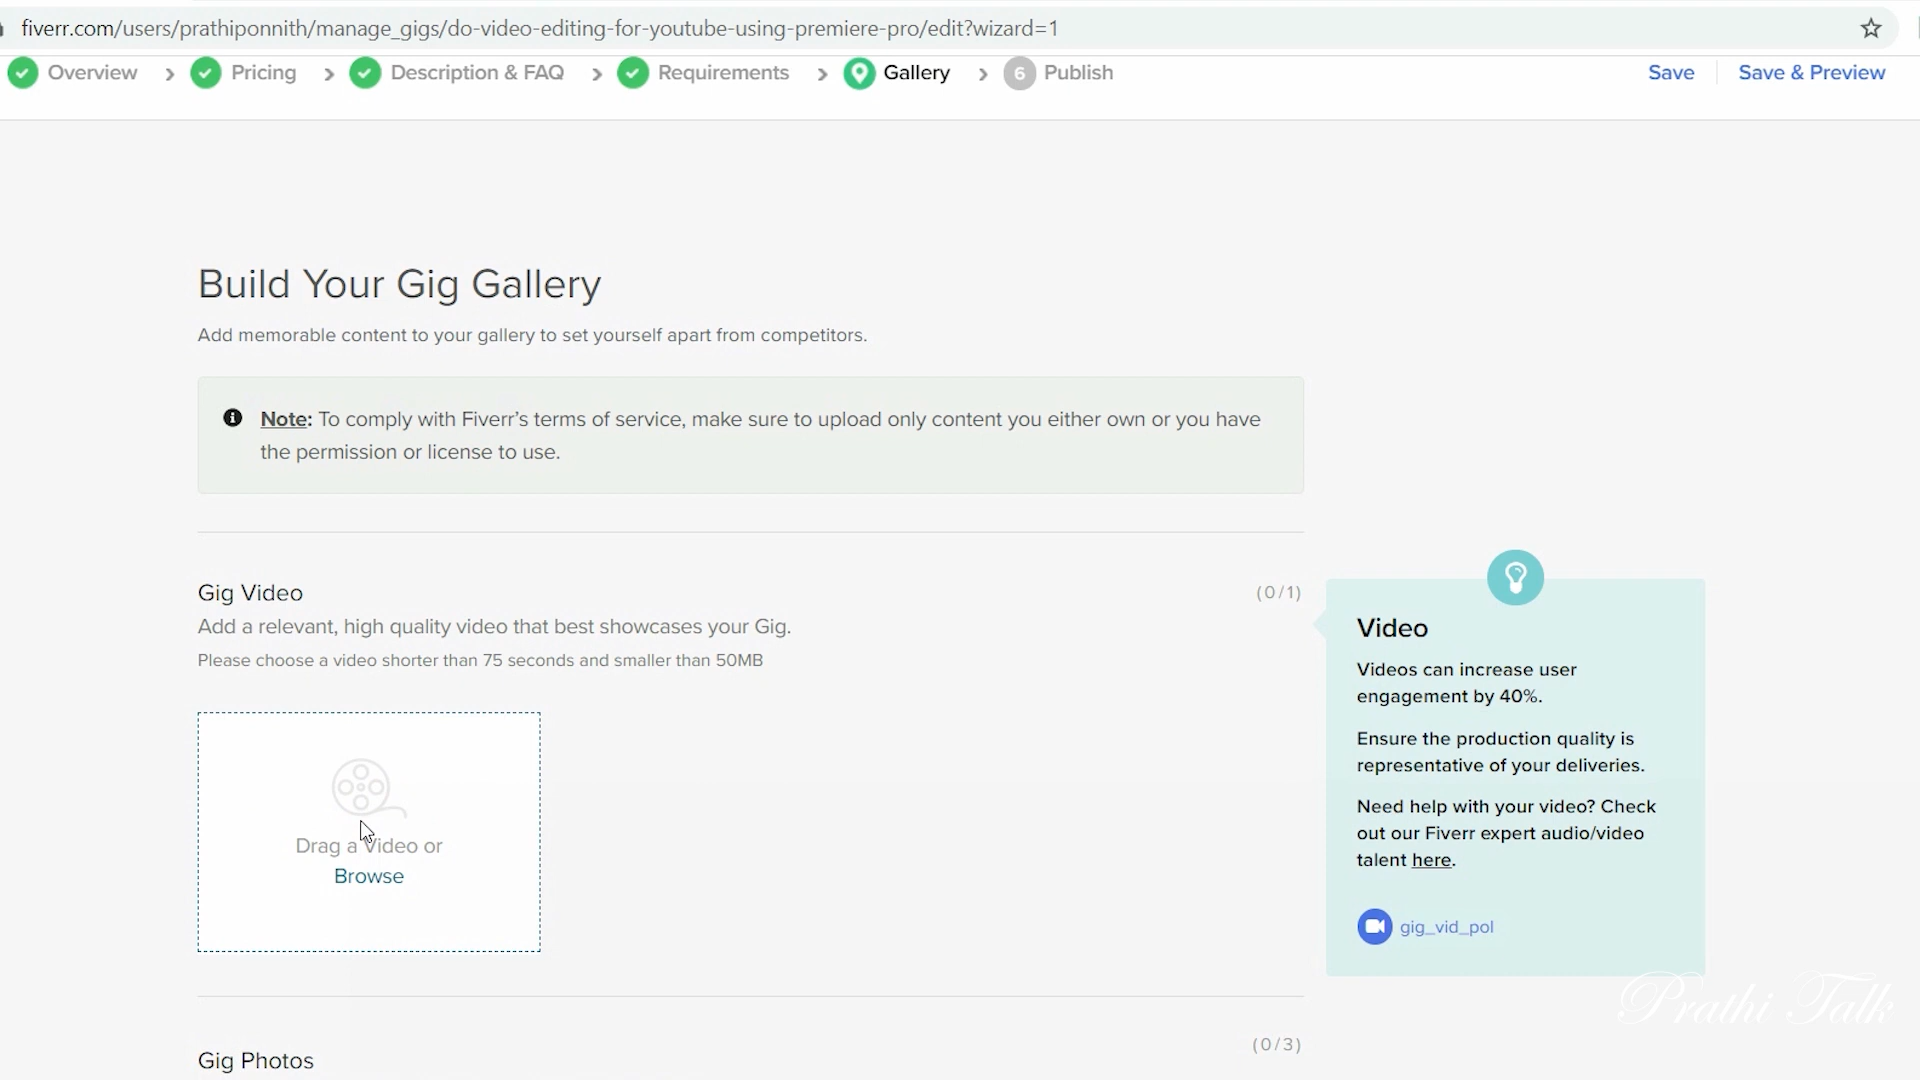 fiverr.com/users/prathiponnith/manage_gigs/do-video-editing-for-youtube-using-premiere-pro/edit?wizard=1
Overview > Pricing > Description & FAQ > Requirements > Gallery > 6 Publish
Save Save & Preview
Build Your Gig Gallery
Add memorable content to your gallery to set yourself apart from competitors.
Note: To comply with Fiverr's terms of service, make sure to upload only content you either own or you have
the permission or license to use.
Gig Video (0/1)
Add a relevant, high quality video that best showcases your Gig.
Please choose a video shorter than 75 seconds and smaller than 50MB
Drag a Video or
Browse
Video
Videos can increase user
engagement by 40%.
Ensure the production quality is
representative of your deliveries.
Need help with your video? Check
out our Fiverr expert audio/video
talent here.
gig_vid_pol
Prathi Talk
Gig Photos (0/3)